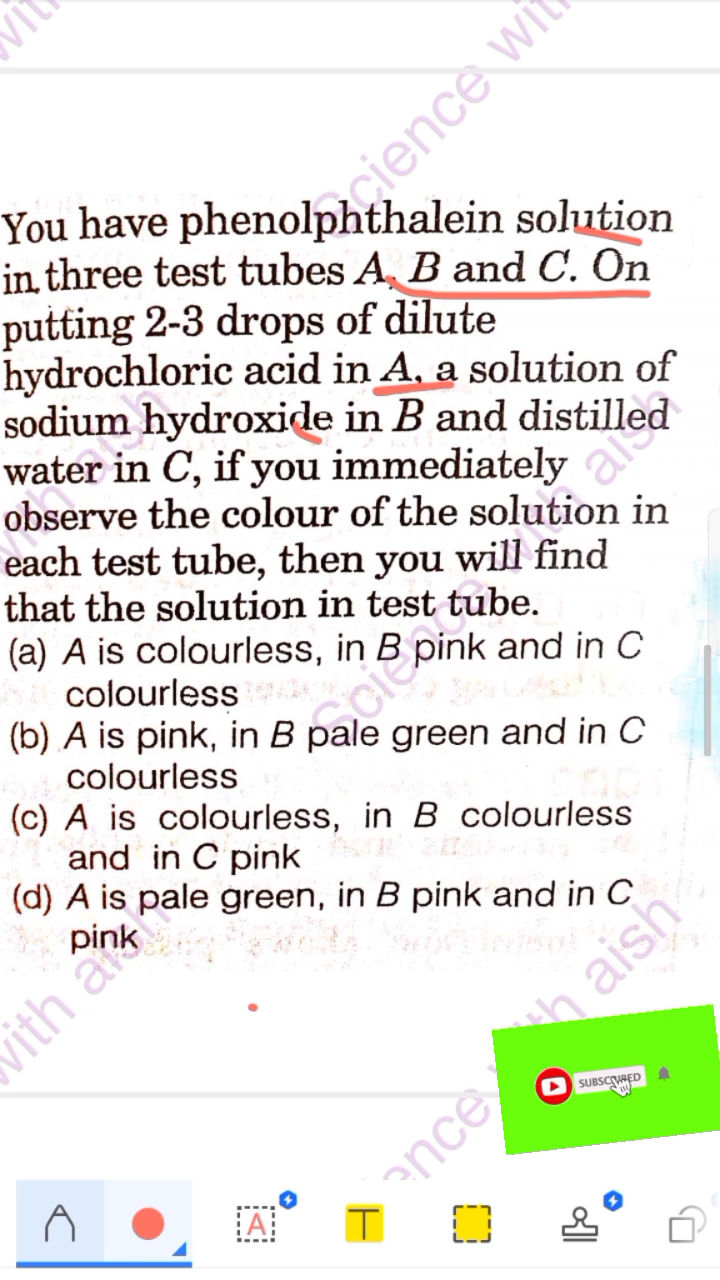 You have phenolphthalein solution
in three test tubes A, B and C. On
putting 2-3 drops of dilute
hydrochloric acid in A, a solution of
sodium hydroxide in B and distilled
water in C, if you immediately
observe the colour of the solution in
each test tube, then you will find
that the solution in test tube.
(a) A is colourless, in B pink and in C
colourless
(b) A is pink, in B pale green and in C
colourless
(c) A is colourless, in B colourless
and in C pink
(d) A is pale green, in B pink and in C
pink
Science with aish
SUBSCRIBED
A
T